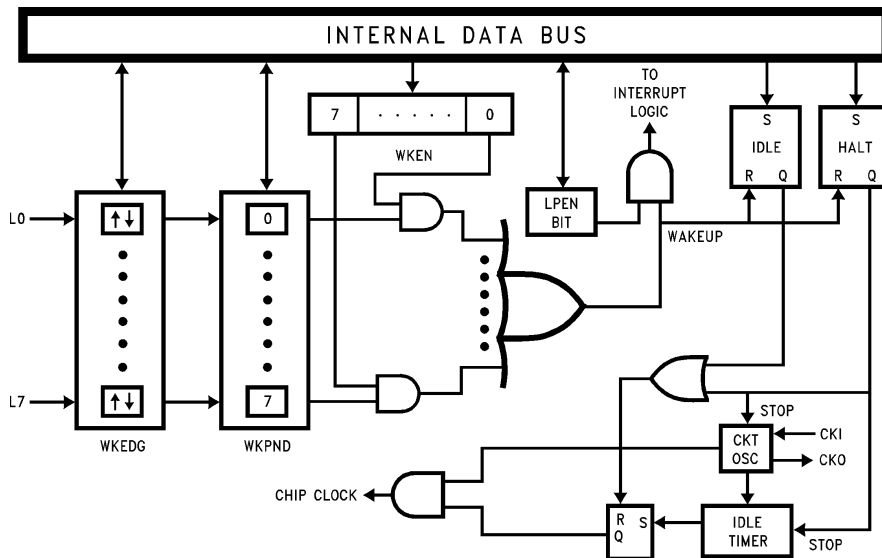 INTERNAL DATA BUS
TO
INTERRUPT
LOGIC
7 · · · · · 0
WKEN
S
IDLE
R Q
S
HALT
R Q
LPEN
BIT
WAKEUP
L0
↑↓
0
L7
↑↓
7
WKEDG
WKPND
STOP
CKT
OSC
CKI
CKO
CHIP CLOCK
R S
Q
IDLE
TIMER
STOP